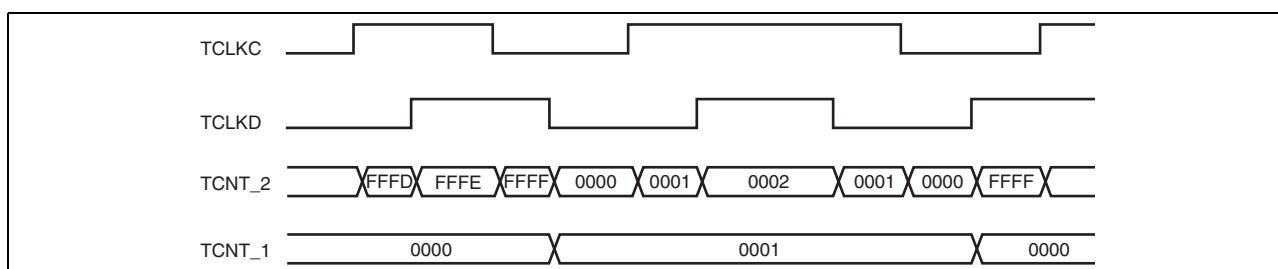 TCLKC
TCLKD
TCNT_2 FFFD FFFE FFFF 0000 0001 0002 0001 0000 FFFF
TCNT_1 0000 0001 0000